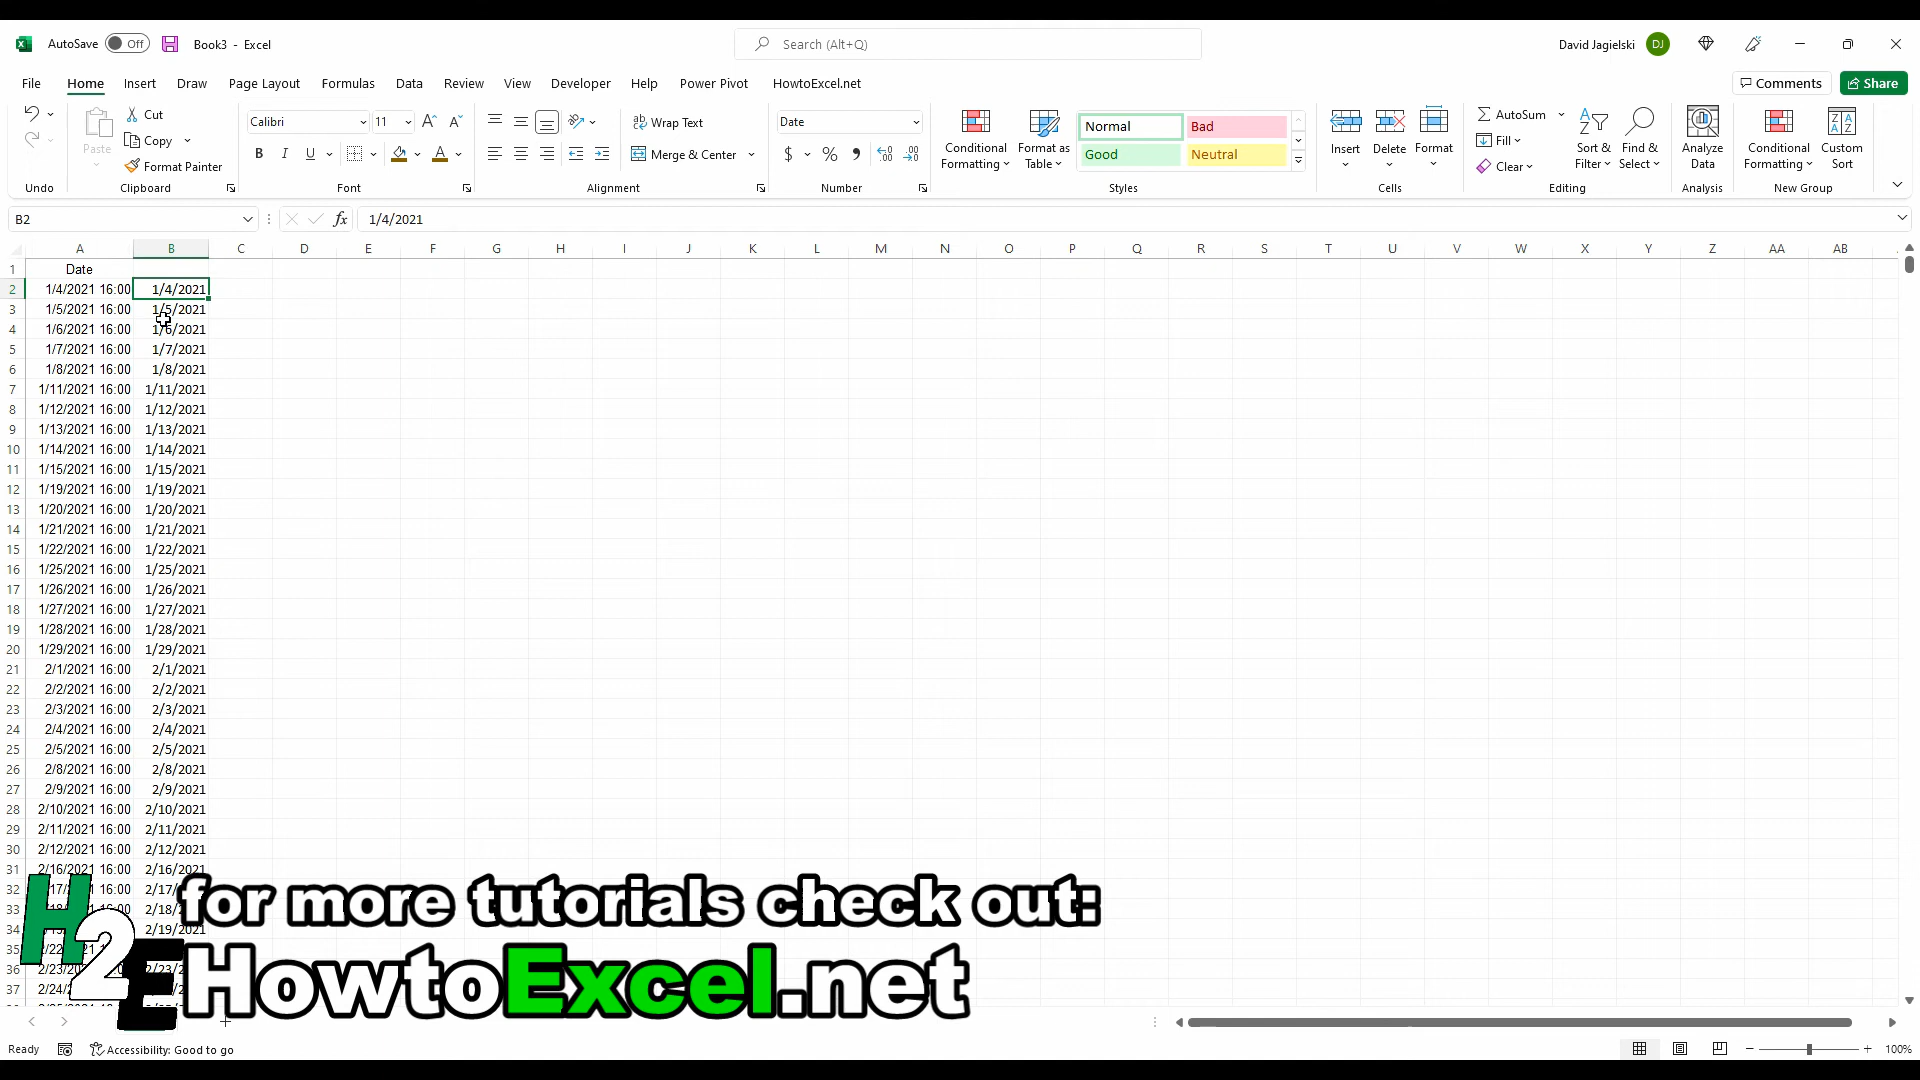 AutoSave Off Book3 - Excel Search (Alt+Q) David Jagielski DJ
File Home Insert Draw Page Layout Formulas Data Review View Developer Help Power Pivot HowtoExcel.net Comments Share
Undo
Paste Cut Copy Format Painter Clipboard
Calibri 11 B I U A Font
ab Wrap Text Merge & Center Alignment
Date $ % Number
Conditional Formatting Format as Table Normal Bad Good Neutral Styles
Insert Delete Format Cells
AutoSum Fill Clear Sort & Filter Find & Select Editing
Analyze Data Analysis
Conditional Formatting Custom Sort New Group
B2 fx 1/4/2021
A B C D E F G H I J K L M N O P Q R S T U V W X Y Z AA AB
1 Date
2 1/4/2021 16:00 1/4/2021
3 1/5/2021 16:00 1/5/2021
4 1/6/2021 16:00 1/6/2021
5 1/7/2021 16:00 1/7/2021
6 1/8/2021 16:00 1/8/2021
7 1/11/2021 16:00 1/11/2021
8 1/12/2021 16:00 1/12/2021
9 1/13/2021 16:00 1/13/2021
10 1/14/2021 16:00 1/14/2021
11 1/15/2021 16:00 1/15/2021
12 1/19/2021 16:00 1/19/2021
13 1/20/2021 16:00 1/20/2021
14 1/21/2021 16:00 1/21/2021
15 1/22/2021 16:00 1/22/2021
16 1/25/2021 16:00 1/25/2021
17 1/26/2021 16:00 1/26/2021
18 1/27/2021 16:00 1/27/2021
19 1/28/2021 16:00 1/28/2021
20 1/29/2021 16:00 1/29/2021
21 2/1/2021 16:00 2/1/2021
22 2/2/2021 16:00 2/2/2021
23 2/3/2021 16:00 2/3/2021
24 2/4/2021 16:00 2/4/2021
25 2/5/2021 16:00 2/5/2021
26 2/8/2021 16:00 2/8/2021
27 2/9/2021 16:00 2/9/2021
28 2/10/2021 16:00 2/10/2021
29 2/11/2021 16:00 2/11/2021
30 2/12/2021 16:00 2/12/2021
31 2/16/2021 16:00 2/16/2021
32
33
34 2/19/2021
35
36
37
H2E for more tutorials check out:
HowtoExcel.net
Ready Accessibility: Good to go 100%